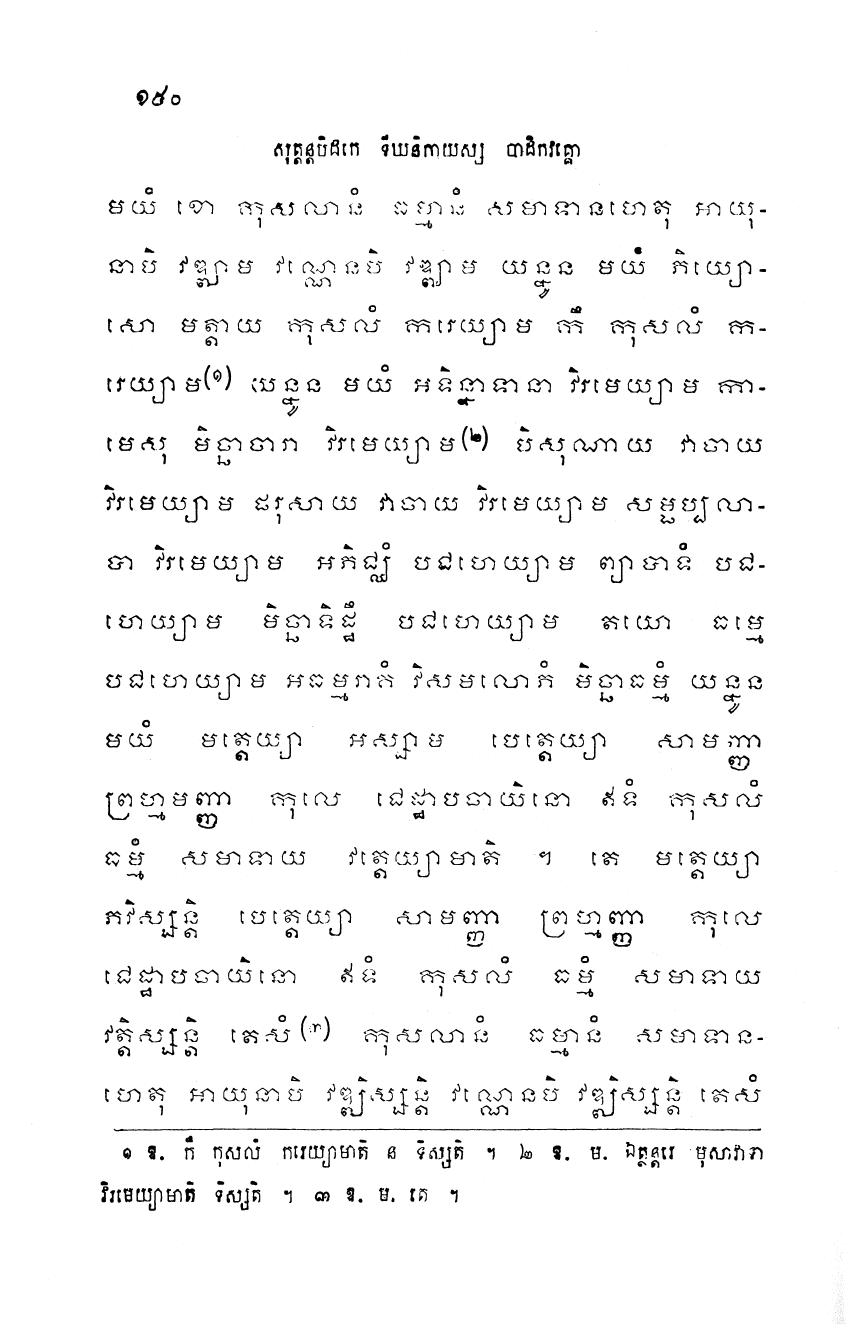 ១៤០
សុត្តន្តបិដកេ ទីឃនិកាយស្ស បាដិកវគ្គោ
មយំ ខោ កុសលានំ ធម្មានំ សមាទានហេតុ អាយុ-
នាបិ វឌ្ឍាម វណ្ណេនបិ វឌ្ឍាម យន្នូន មយំ ភិយ្យោ-
សោ មត្តាយ កុសលំ ករេយ្យាម កឹ កុសលំ ក-
រេយ្យាម(១) យន្នូន មយំ អទិន្នាទានា វិរមេយ្យាម កា-
មេសុ មិច្ឆាចារា វិរមេយ្យាម(២) បិសុណាយ វាចាយ
វិរមេយ្យាម ផរុសាយ វាចាយ វិរមេយ្យាម សម្ផប្បលា-
បា វិរមេយ្យាម អភិជ្ឈំ បជហេយ្យាម ព្យាបាទំ បជ-
ហេយ្យាម មិច្ឆាទិដ្ឋឹ បជហេយ្យាម តយោ ធម្មេ
បជហេយ្យាម អធម្មរាគំ វិសមលោភំ មិច្ឆាធម្មំ យន្នូន
មយំ មត្តេយ្យា អស្សាម បេត្តេយ្យា សាមញ្ញា
ព្រហ្មមញ្ញា កុលេ ជេដ្ឋាបចាយិនោ ឥទំ កុសលំ
ធម្មំ សមាទាយ វត្តេយ្យាមាតិ ។ តេ មត្តេយ្យា
ភវិស្សន្តិ បេត្តេយ្យា សាមញ្ញា ព្រហ្មញ្ញា កុលេ
ជេដ្ឋាបចាយិនោ ឥទំ កុសលំ ធម្មំ សមាទាយ
វត្តិស្សន្តិ តេសំ(៣) កុសលានំ ធម្មានំ សមាទាន-
ហេតុ អាយុនាបិ វឌ្ឍិស្សន្តិ វណ្ណេនបិ វឌ្ឍិស្សន្តិ តេសំ
១ ឱ. កឹ កុសលំ ករេយ្យាមាតិ ន ទិស្សតិ ។ ២ ឱ. ម. ឯត្ថន្តរេ មុសាវាទា
វិរមេយ្យាមាតិ ទិស្សតិ ។ ៣ ឱ. ម. តេ ។